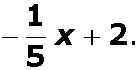 -1/5 x + 2.